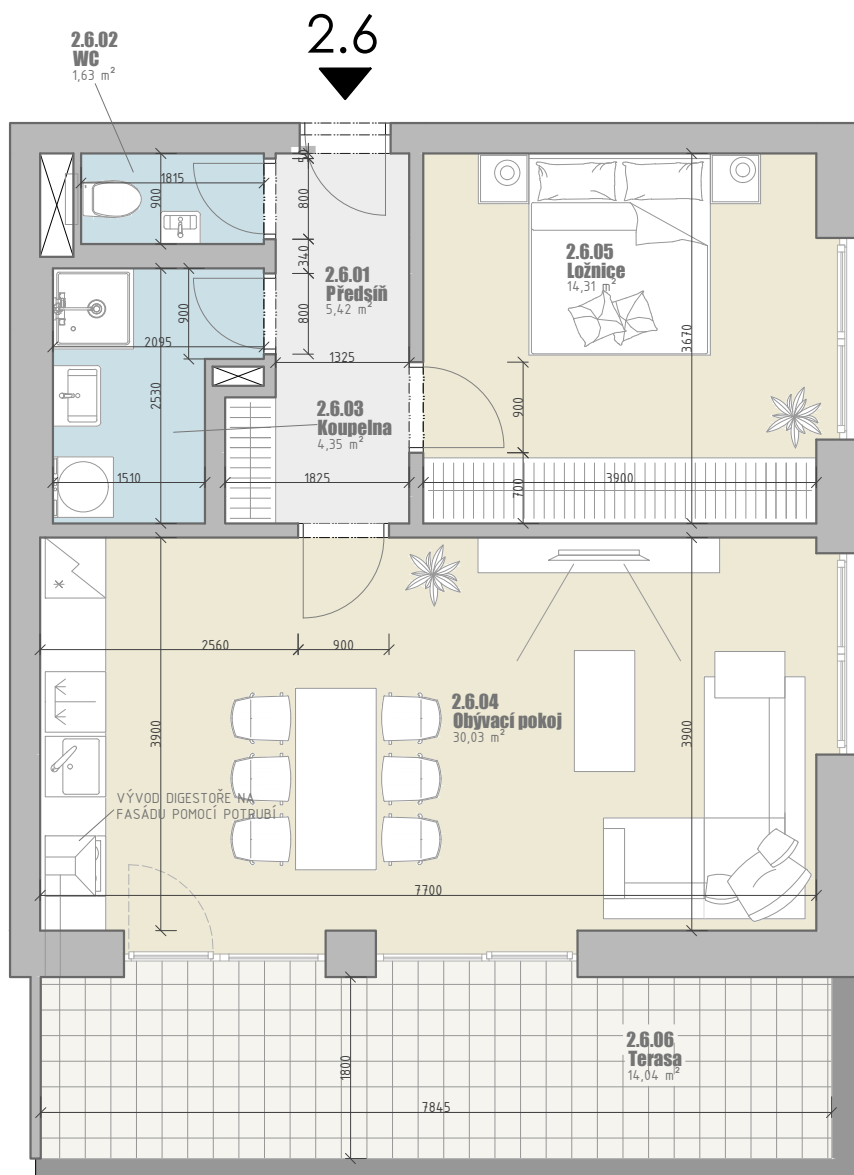 2.6
2.6.02
WC
1,63 m²
1815
900
50
800
340
2.6.01
Předsíň
5,42 m²
2.6.05
Ložnice
14,31 m²
3670
900
2095
800
1325
2530
2.6.03
Koupelna
4,35 m²
900
1510
1825
700
3900
2560
900
3900
2.6.04
Obývací pokoj
30,03 m²
3900
VÝVOD DIGESTOŘE NA
FASÁDU POMOCÍ POTRUBÍ
7700
2.6.06
Terasa
14,04 m²
1800
7845